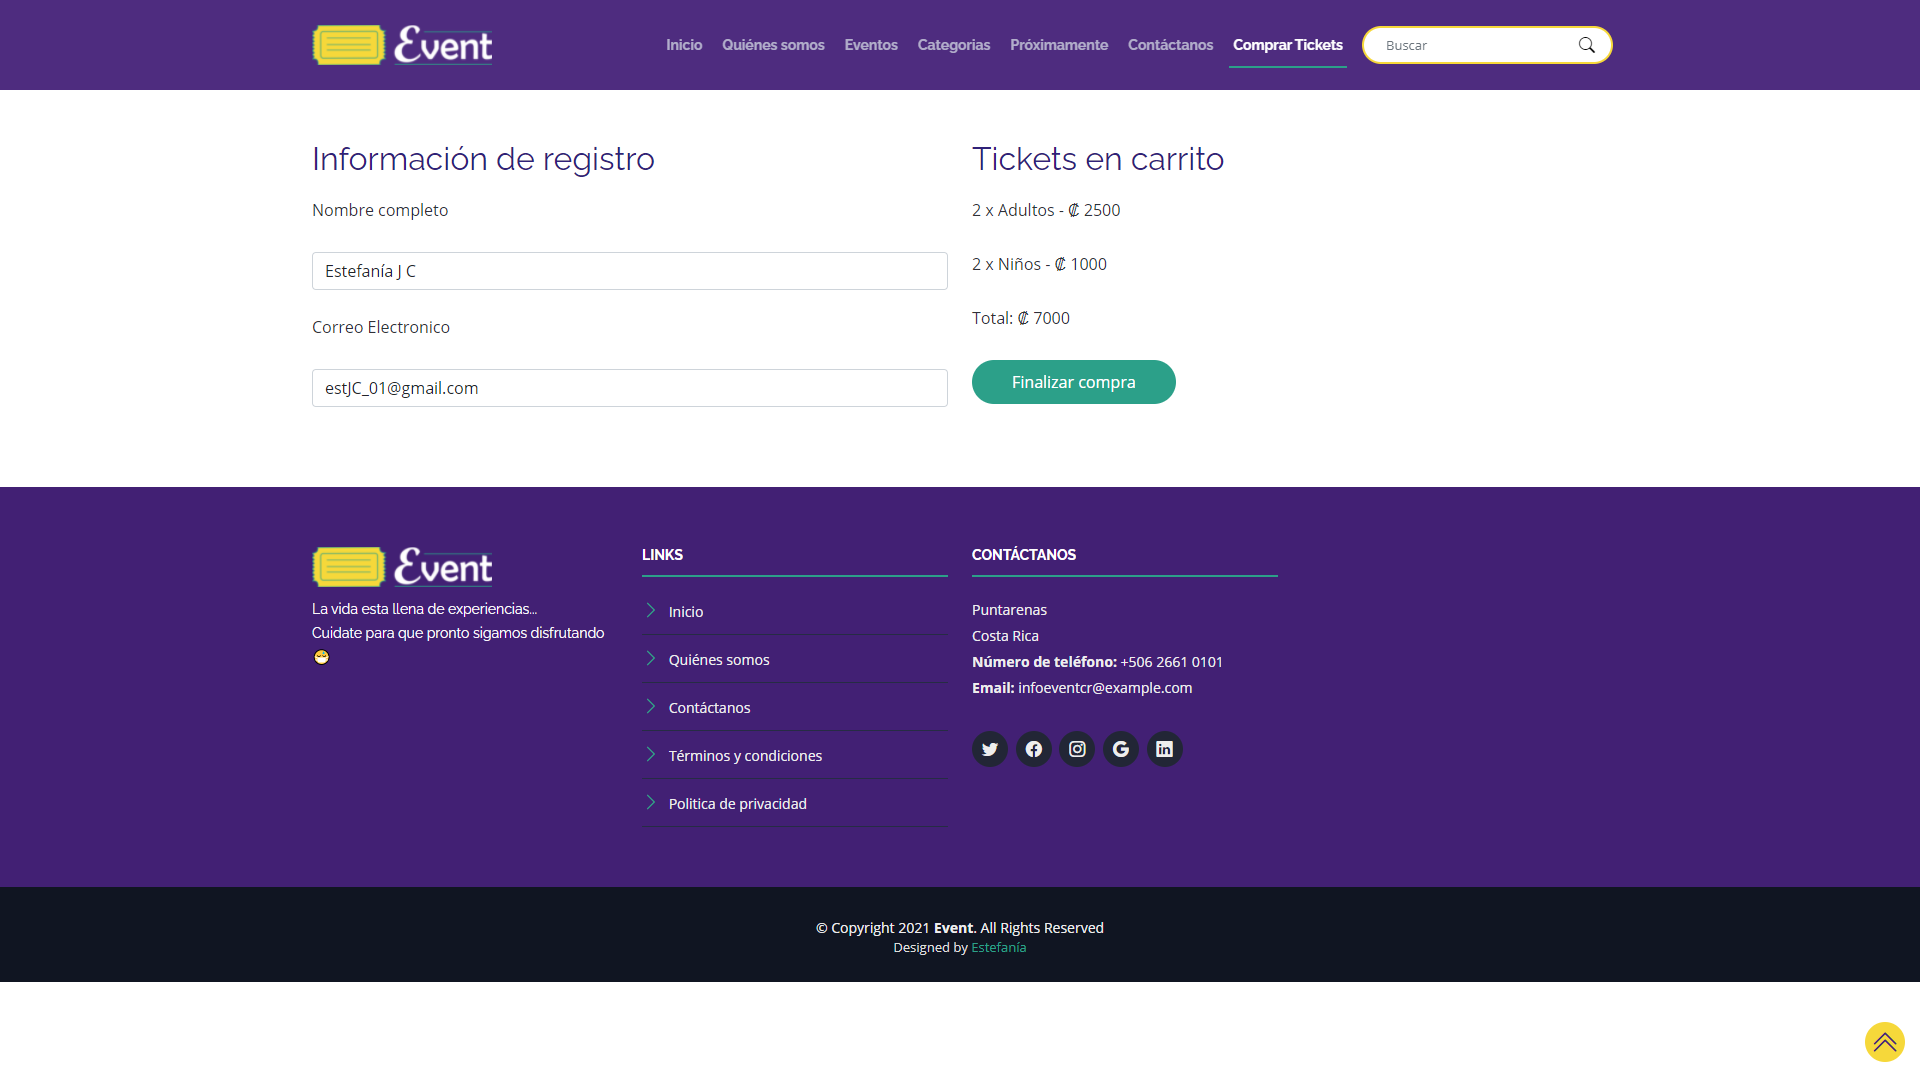 Event
Inicio
Quiénes somos
Eventos
Categorias
Próximamente
Contáctanos
Comprar Tickets
Buscar
Información de registro
Nombre completo
Estefanía J C
Correo Electronico
estJC_01@gmail.com
Tickets en carrito
2 x Adultos - ₡ 2500
2 x Niños - ₡ 1000
Total: ₡ 7000
Finalizar compra
Event
La vida esta llena de experiencias...
Cuidate para que pronto sigamos disfrutando
😷
LINKS
Inicio
Quiénes somos
Contáctanos
Términos y condiciones
Politica de privacidad
CONTÁCTANOS
Puntarenas
Costa Rica
Número de teléfono: +506 2661 0101
Email: infoeventcr@example.com
© Copyright 2021 Event. All Rights Reserved
Designed by Estefanía